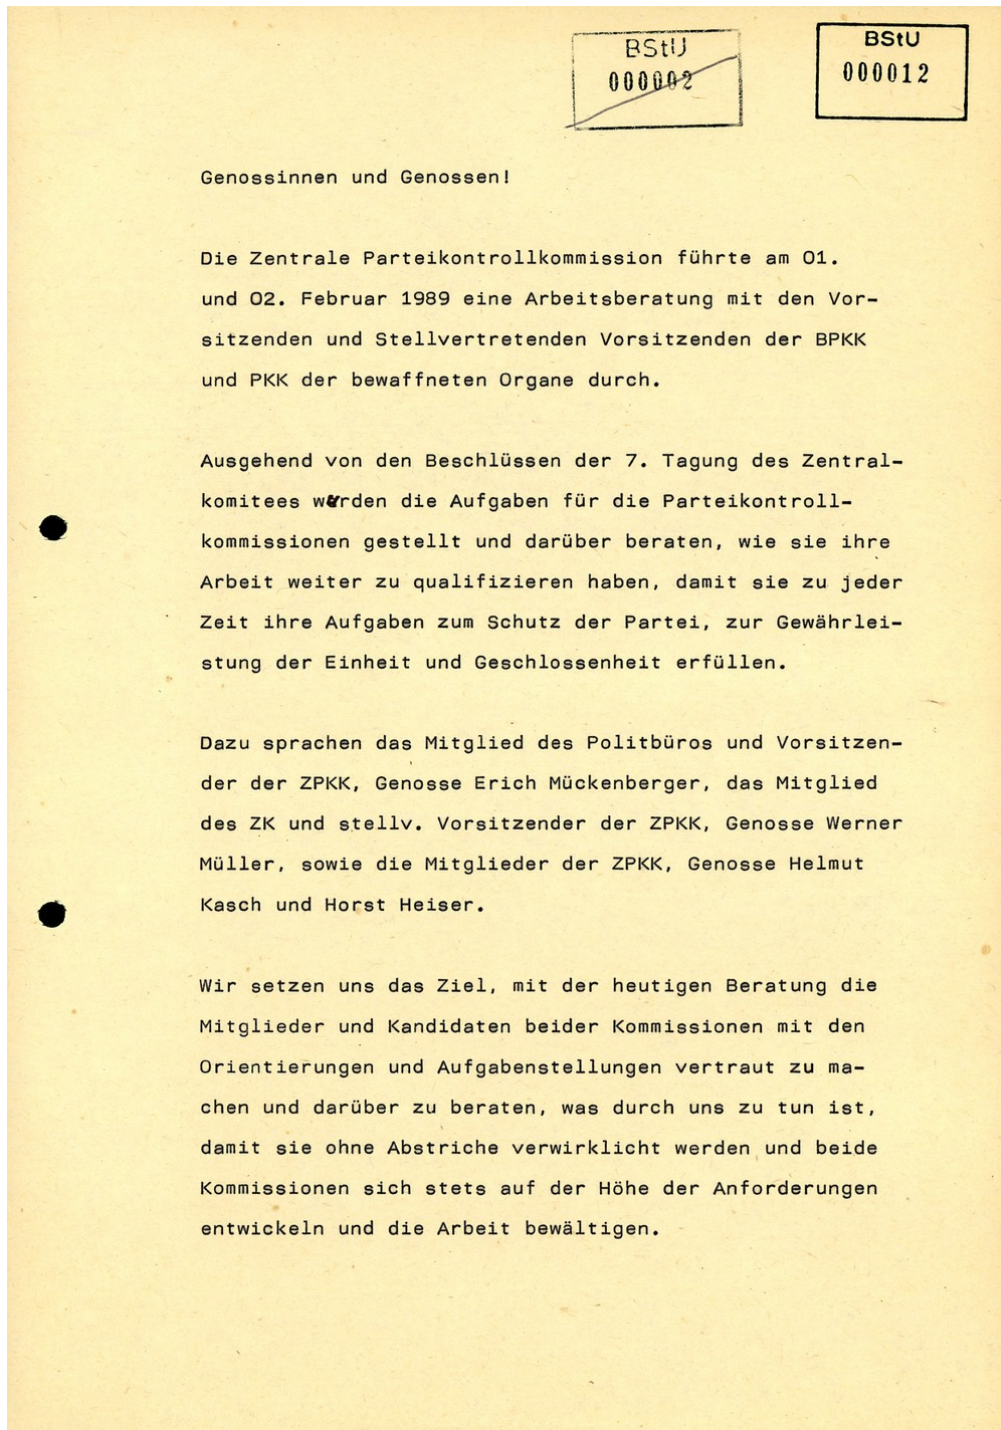 BStU
000002
BStU
000012
Genossinnen und Genossen!
Die Zentrale Parteikontrollkommission führte am 01.
und 02. Februar 1989 eine Arbeitsberatung mit den Vor-
sitzenden und Stellvertretenden Vorsitzenden der BPKK
und PKK der bewaffneten Organe durch.
Ausgehend von den Beschlüssen der 7. Tagung des Zentral-
komitees wurden die Aufgaben für die Parteikontroll-
kommissionen gestellt und darüber beraten, wie sie ihre
Arbeit weiter zu qualifizieren haben, damit sie zu jeder
Zeit ihre Aufgaben zum Schutz der Partei, zur Gewährlei-
stung der Einheit und Geschlossenheit erfüllen.
Dazu sprachen das Mitglied des Politbüros und Vorsitzen-
der der ZPKK, Genosse Erich Mückenberger, das Mitglied
des ZK und stellv. Vorsitzender der ZPKK, Genosse Werner
Müller, sowie die Mitglieder der ZPKK, Genosse Helmut
Kasch und Horst Heiser.
Wir setzen uns das Ziel, mit der heutigen Beratung die
Mitglieder und Kandidaten beider Kommissionen mit den
Orientierungen und Aufgabenstellungen vertraut zu ma-
chen und darüber zu beraten, was durch uns zu tun ist,
damit sie ohne Abstriche verwirklicht werden und beide
Kommissionen sich stets auf der Höhe der Anforderungen
entwickeln und die Arbeit bewältigen.